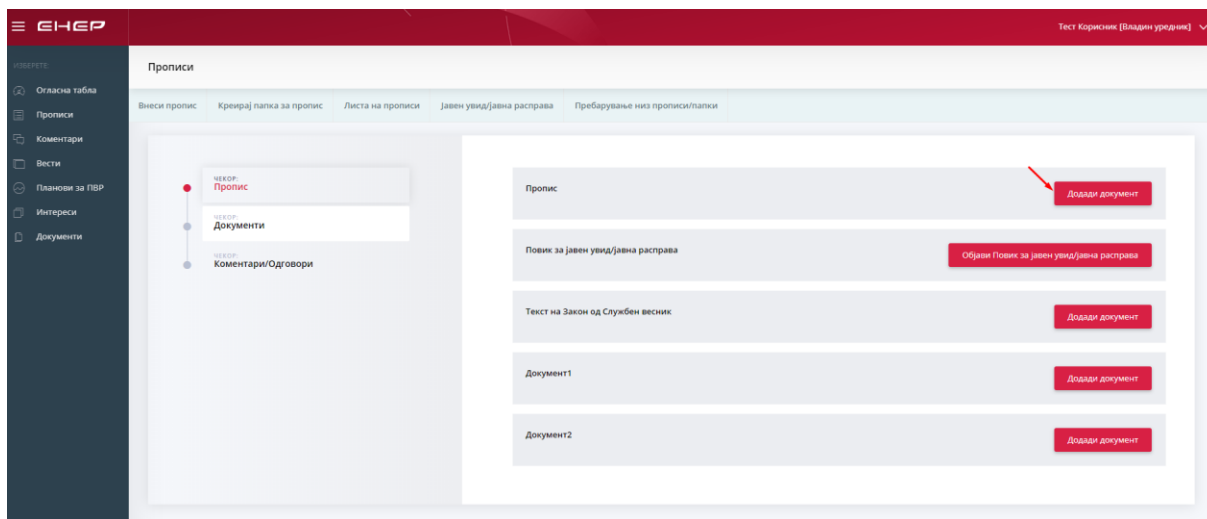 ЕНЕР
Тест Корисник [Владин уредник]
ИЗБЕРЕТЕ:
Огласна табла
Прописи
Коментари
Вести
Планови за ПВР
Интереси
Документи
Прописи
Внеси пропис Креирај папка за пропис Листа на прописи Јавен увид/јавна расправа Пребарување низ прописи/папки
ЧЕКОР:
Пропис
ЧЕКОР:
Документи
ЧЕКОР:
Коментари/Одговори
Пропис Додади документ
Повик за јавен увид/јавна расправа Објави Повик за јавен увид/јавна расправа
Текст на Закон од Службен весник Додади документ
Документ1 Додади документ
Документ2 Додади документ